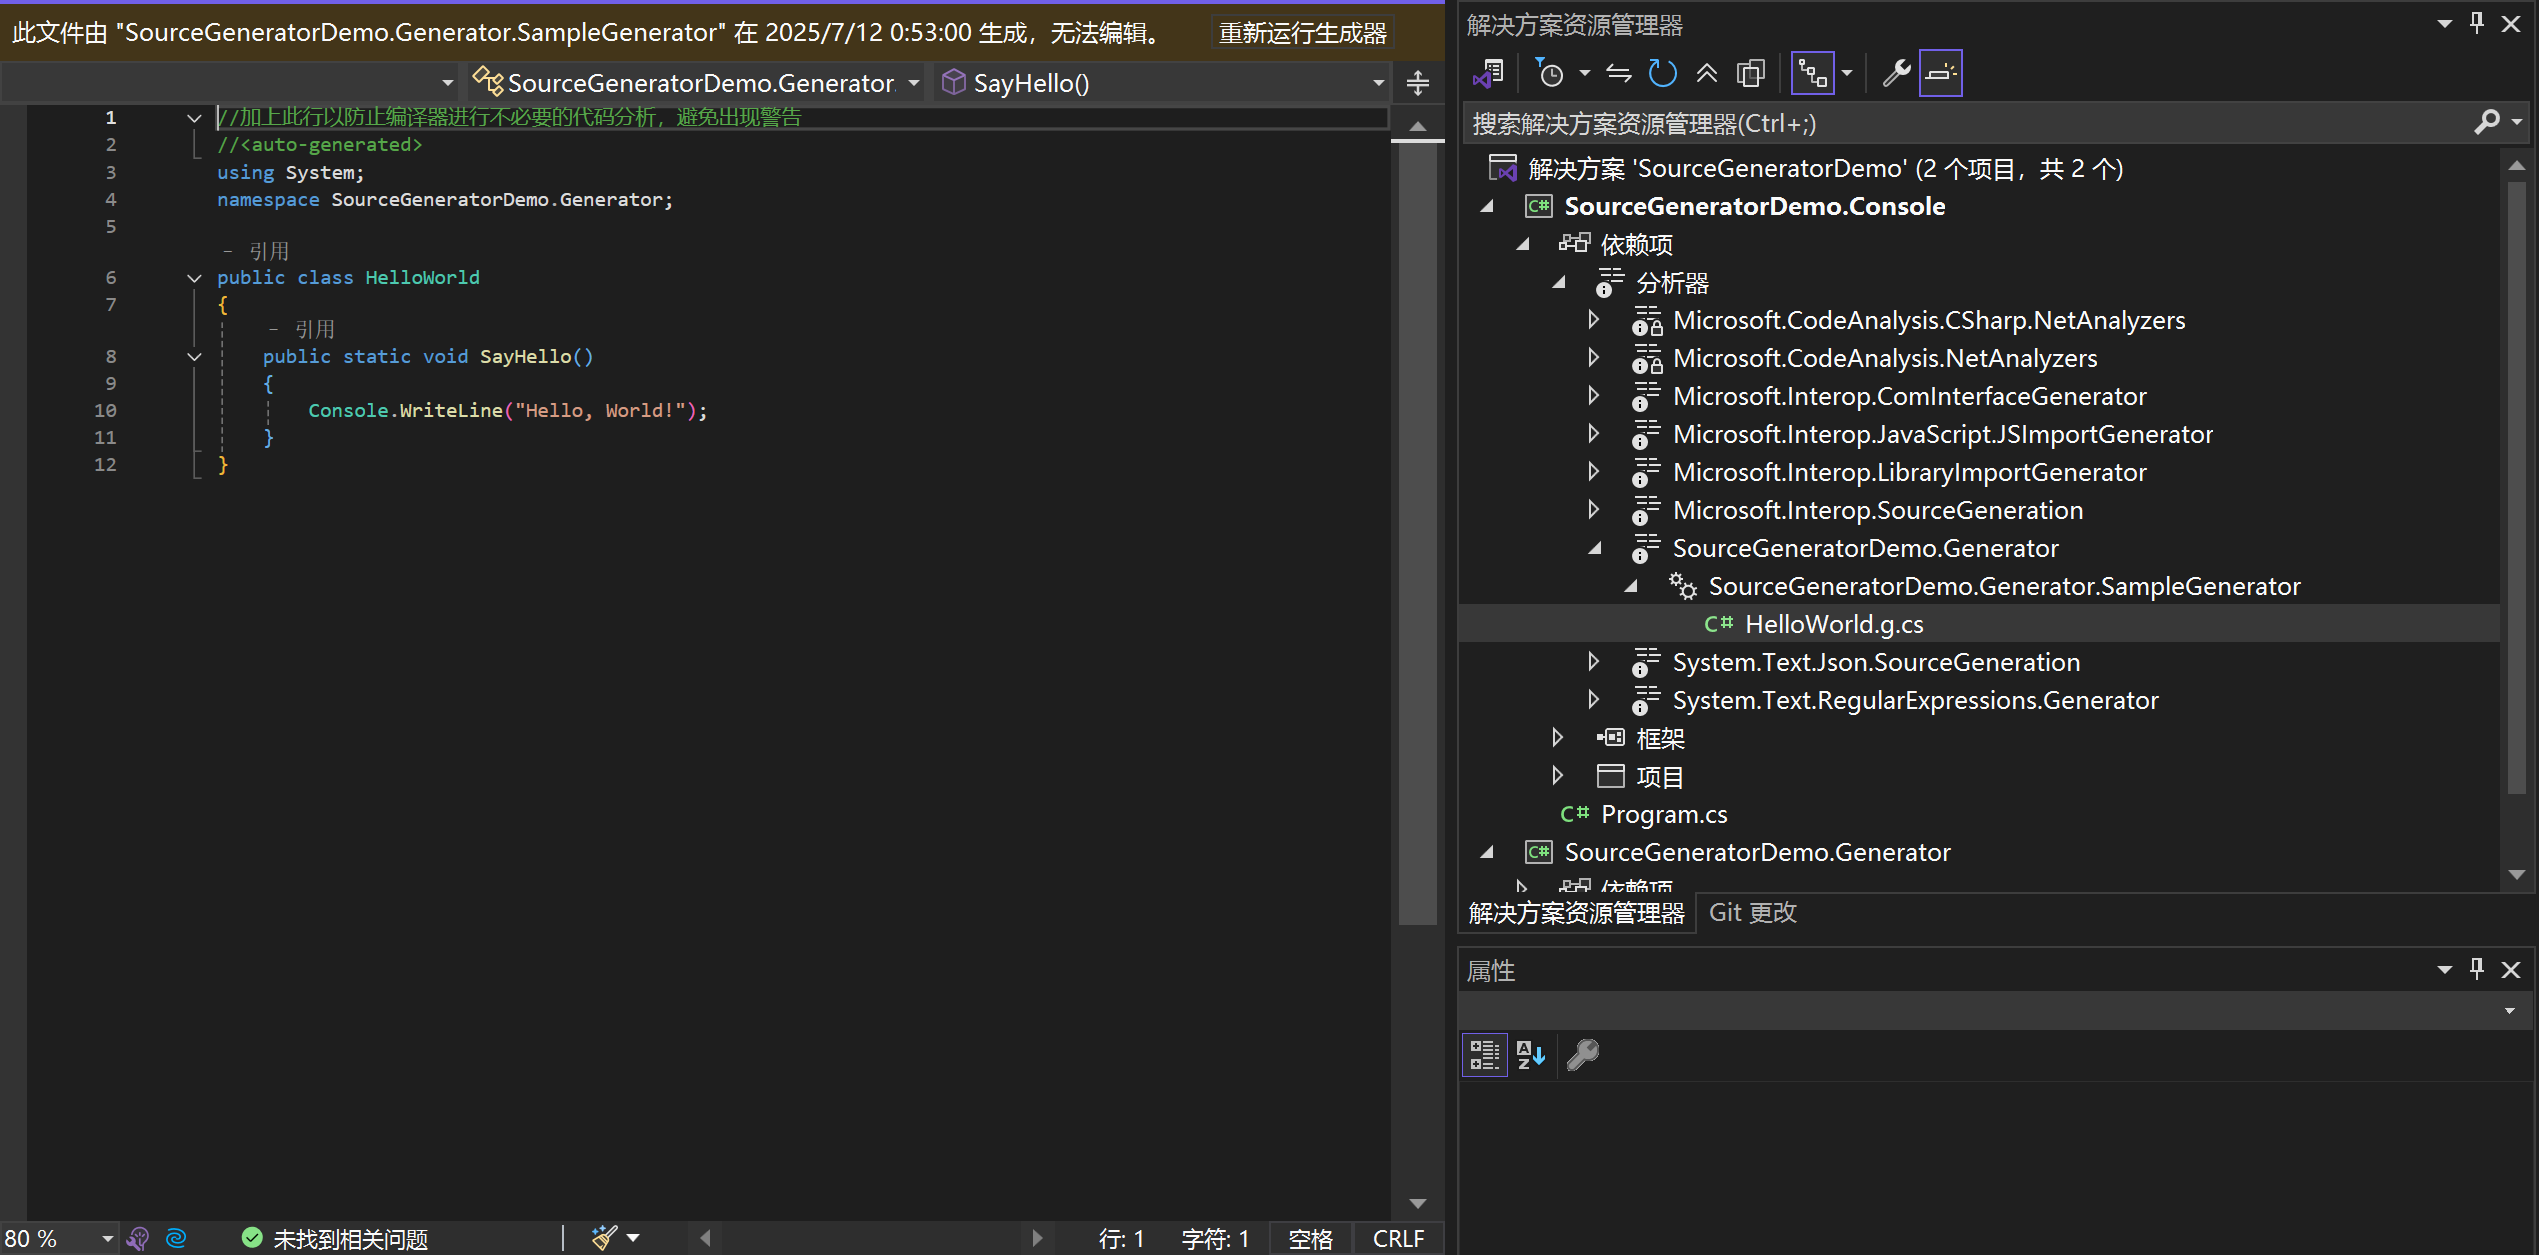 此文件由 "SourceGeneratorDemo.Generator.SampleGenerator" 在 2025/7/12 0:53:00 生成，无法编辑。 重新运行生成器
SourceGeneratorDemo.Generator. SayHello()
1 //加上此行以防止编译器进行不必要的代码分析，避免出现警告
2 //<auto-generated>
3 using System;
4 namespace SourceGeneratorDemo.Generator;
5
- 引用
6 public class HelloWorld
7 {
- 引用
8 public static void SayHello()
9 {
10 Console.WriteLine("Hello, World!");
11 }
12 }
80 % 未找到相关问题 行: 1 字符: 1 空格 CRLF
解决方案资源管理器
搜索解决方案资源管理器(Ctrl+;)
解决方案 'SourceGeneratorDemo' (2 个项目，共 2 个)
C# SourceGeneratorDemo.Console
依赖项
分析器
Microsoft.CodeAnalysis.CSharp.NetAnalyzers
Microsoft.CodeAnalysis.NetAnalyzers
Microsoft.Interop.ComInterfaceGenerator
Microsoft.Interop.JavaScript.JSImportGenerator
Microsoft.Interop.LibraryImportGenerator
Microsoft.Interop.SourceGeneration
SourceGeneratorDemo.Generator
SourceGeneratorDemo.Generator.SampleGenerator
C# HelloWorld.g.cs
System.Text.Json.SourceGeneration
System.Text.RegularExpressions.Generator
框架
项目
C# Program.cs
C# SourceGeneratorDemo.Generator
依赖项
解决方案资源管理器 Git 更改
属性